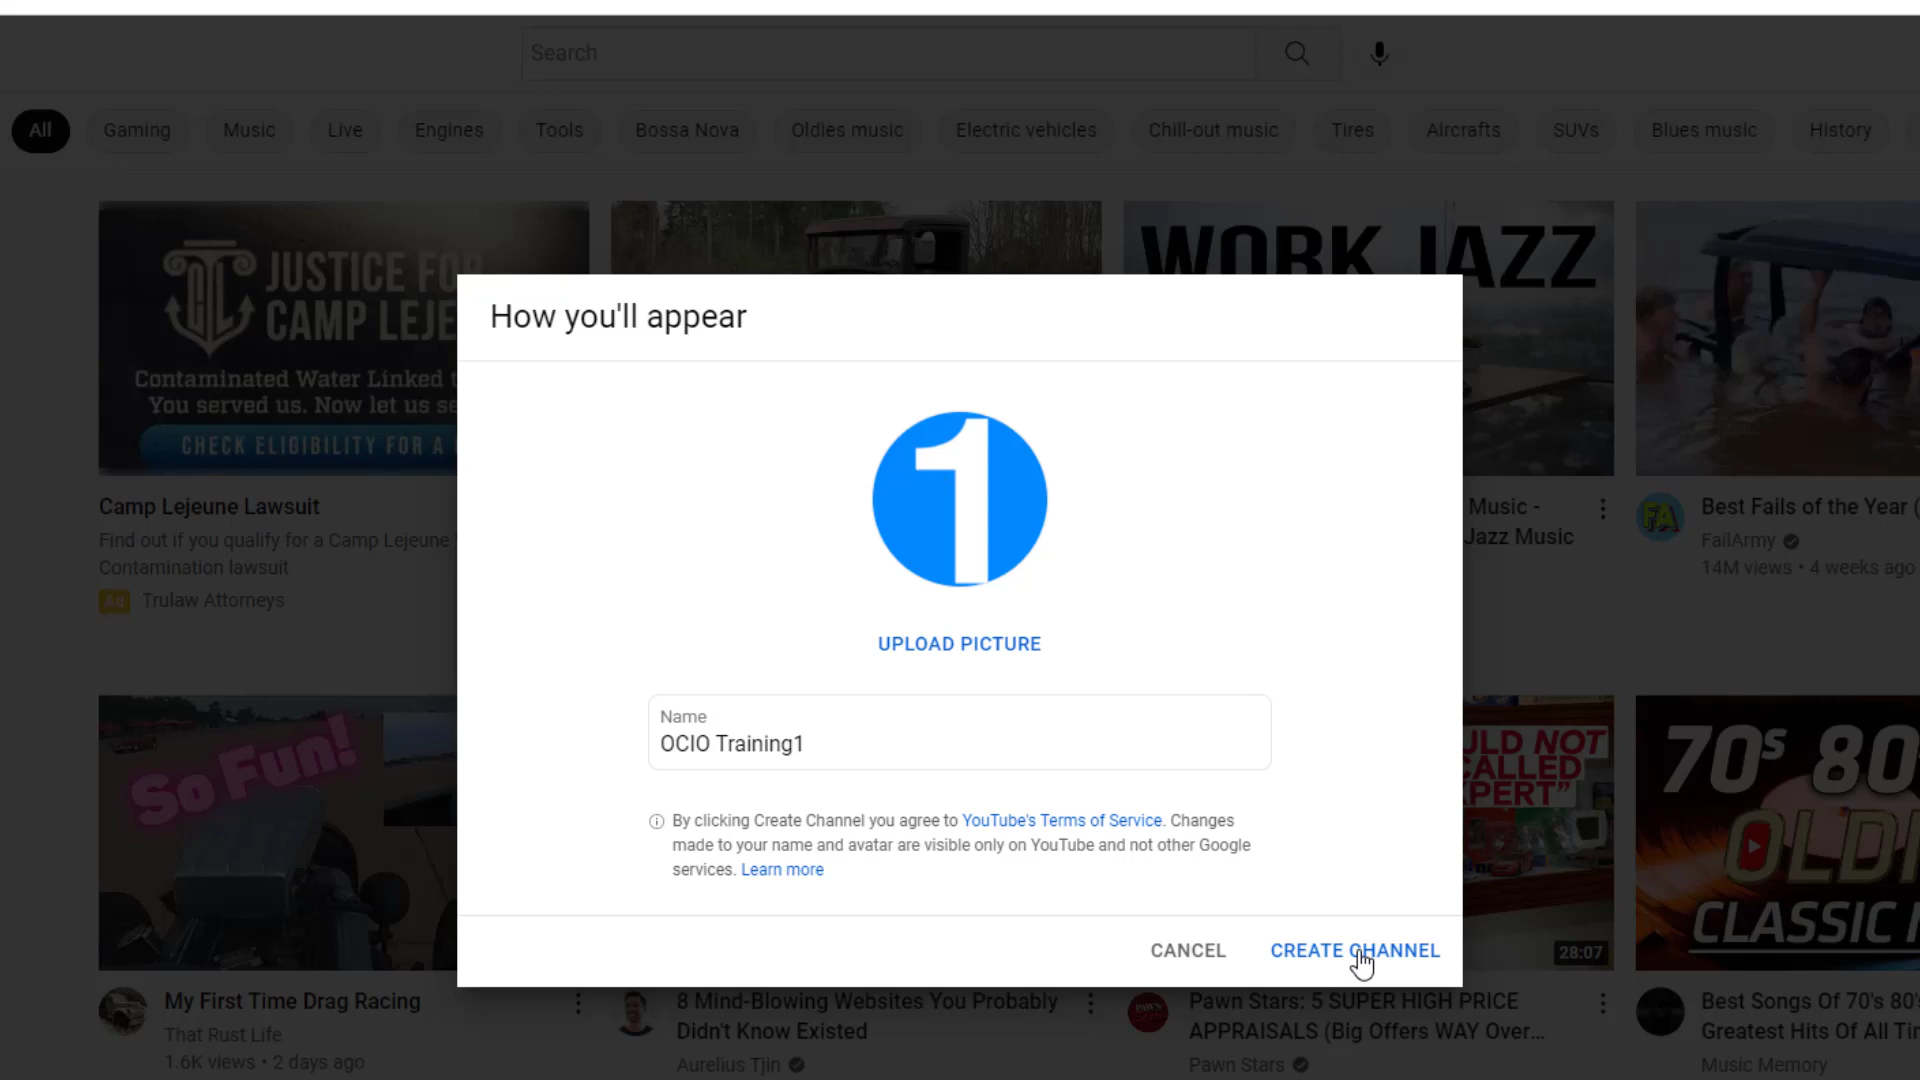 Search
All
Gaming
Music
Live
Engines
Tools
Bossa Nova
Oldies music
Electric vehicles
Chill-out music
Tires
Aircrafts
SUVs
Blues music
History
JUSTICE FOR
CAMP LEJE
Contaminated Water Linked t
You served us. Now let us se
CHECK ELIGIBILITY FOR A
WORK JAZZ
How you'll appear
1
UPLOAD PICTURE
Name
OCIO Training1
By clicking Create Channel you agree to YouTube's Terms of Service. Changes
made to your name and avatar are visible only on YouTube and not other Google
services. Learn more
CANCEL
CREATE CHANNEL
Camp Lejeune Lawsuit
Find out if you qualify for a Camp Lejeune
Contamination lawsuit
Ad
Trulaw Attorneys
Music -
Jazz Music
FA
Best Fails of the Year (
FailArmy
14M views • 4 weeks ago
So Fun!
ULD NOT
CALLED
XPERT"
28:07
70s 80
OLDI
CLASSIC
My First Time Drag Racing
That Rust Life
1.6K views • 2 days ago
8 Mind-Blowing Websites You Probably
Didn't Know Existed
Aurelius Tjin
PAWN
Pawn Stars: 5 SUPER HIGH PRICE
APPRAISALS (Big Offers WAY Over...
Pawn Stars
Best Songs Of 70's 80's
Greatest Hits Of All Ti
Music Memory